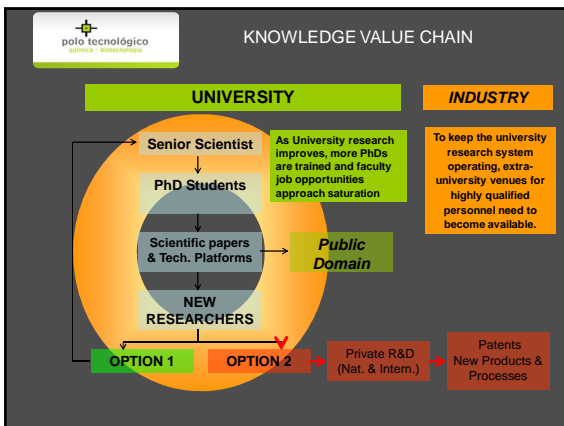 polo tecnológico
química - biotecnología
KNOWLEDGE VALUE CHAIN
UNIVERSITY
INDUSTRY
Senior Scientist
As University research
improves, more PhDs
are trained and faculty
job opportunities
approach saturation
To keep the university
research system
operating, extra-
university venues for
highly qualified
personnel need to
become available.
PhD Students
Scientific papers
& Tech. Platforms
Public
Domain
NEW
RESEARCHERS
OPTION 1
OPTION 2
Private R&D
(Nat. & Intern.)
Patents
New Products &
Processes